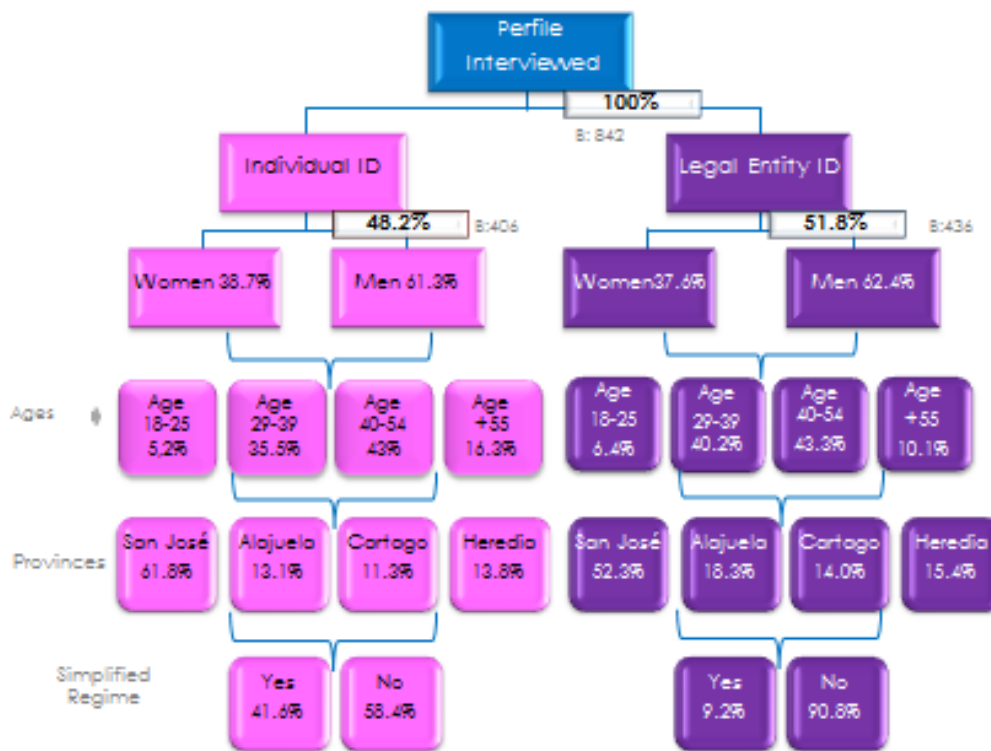 Perfile
Interviewed
100%
B: 842
Individual ID
Legal Entity ID
48.2%
B:406
51.8%
B:436
Women 38.7%
Men 61.3%
Women37.6%
Men 62.4%
Ages
Age
18-25
5,2%
Age
29-39
35.5%
Age
40-54
43%
Age
+55
16.3%
Age
18-25
6.4%
Age
29-39
40.2%
Age
40-54
43.3%
Age
+55
10.1%
Provinces
San José
61.8%
Alajuela
13.1%
Cartago
11.3%
Heredia
13.8%
San José
52.3%
Alajuela
18.3%
Cartago
14.0%
Heredia
15.4%
Simplified
Regime
Yes
41.6%
No
58.4%
Yes
9.2%
No
90.8%